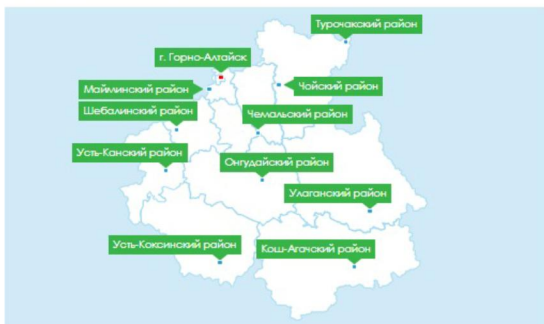 Турочакский район
г. Горно-Алтайск
Майминский район
Чойский район
Шебалинский район
Чемальский район
Усть-Канский район
Онгудайский район
Улаганский район
Усть-Коксинский район
Кош-Агачский район